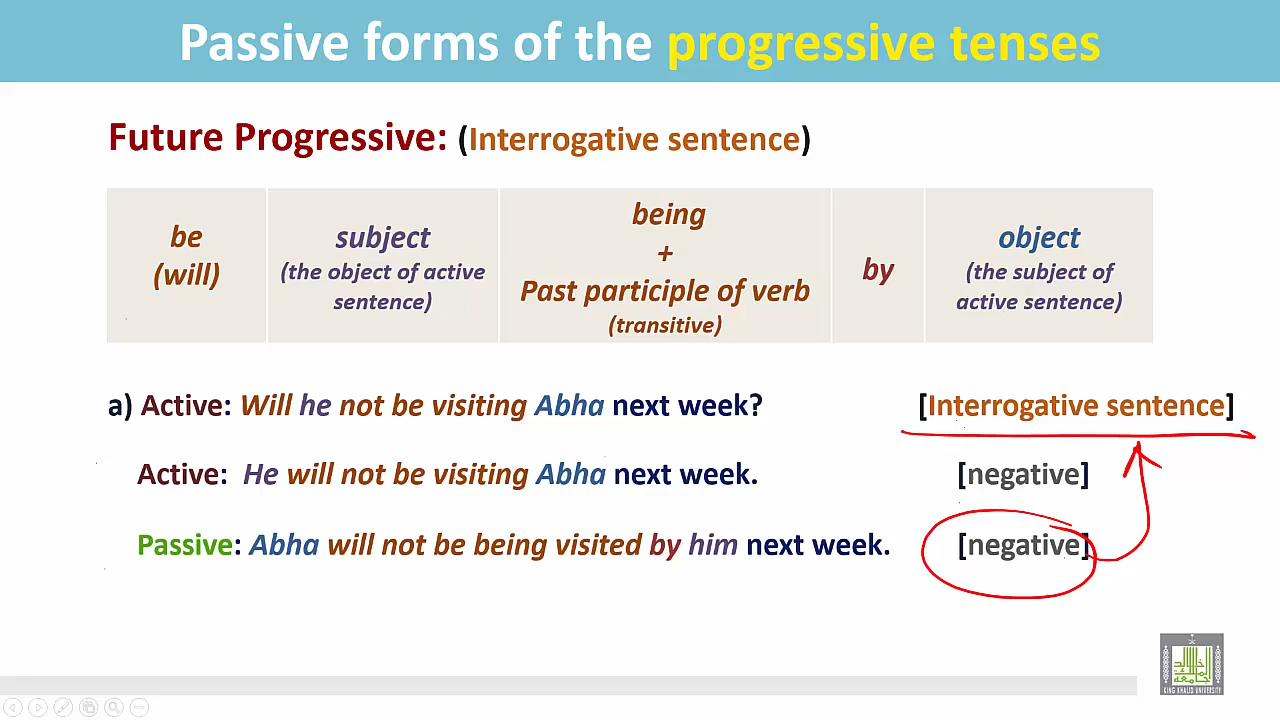 Passive forms of the progressive tenses
Future Progressive: (Interrogative sentence)
be
(will)
subject
(the object of active
sentence)
being
+
Past participle of verb
(transitive)
by
object
(the subject of
active sentence)
a) Active: Will he not be visiting Abha next week? [Interrogative sentence]
Active: He will not be visiting Abha next week. [negative]
Passive: Abha will not be being visited by him next week. [negative]
KING KHALID UNIVERSITY